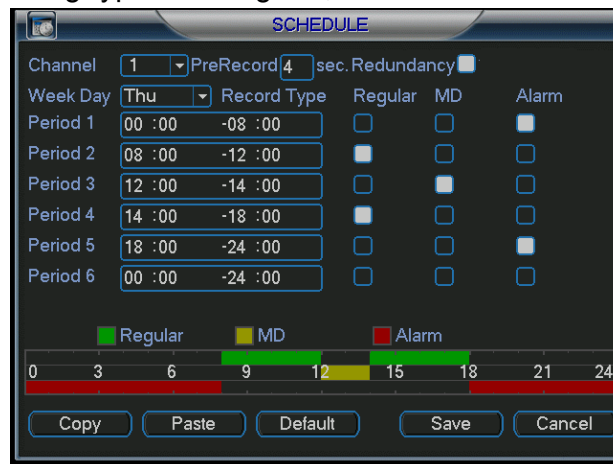 SCHEDULE
Channel 1 PreRecord 4 sec. Redundancy
Week Day Thu Record Type Regular MD Alarm
Period 1 00 :00 -08 :00
Period 2 08 :00 -12 :00
Period 3 12 :00 -14 :00
Period 4 14 :00 -18 :00
Period 5 18 :00 -24 :00
Period 6 00 :00 -24 :00
Regular MD Alarm
0 3 6 9 12 15 18 21 24
Copy Paste Default Save Cancel